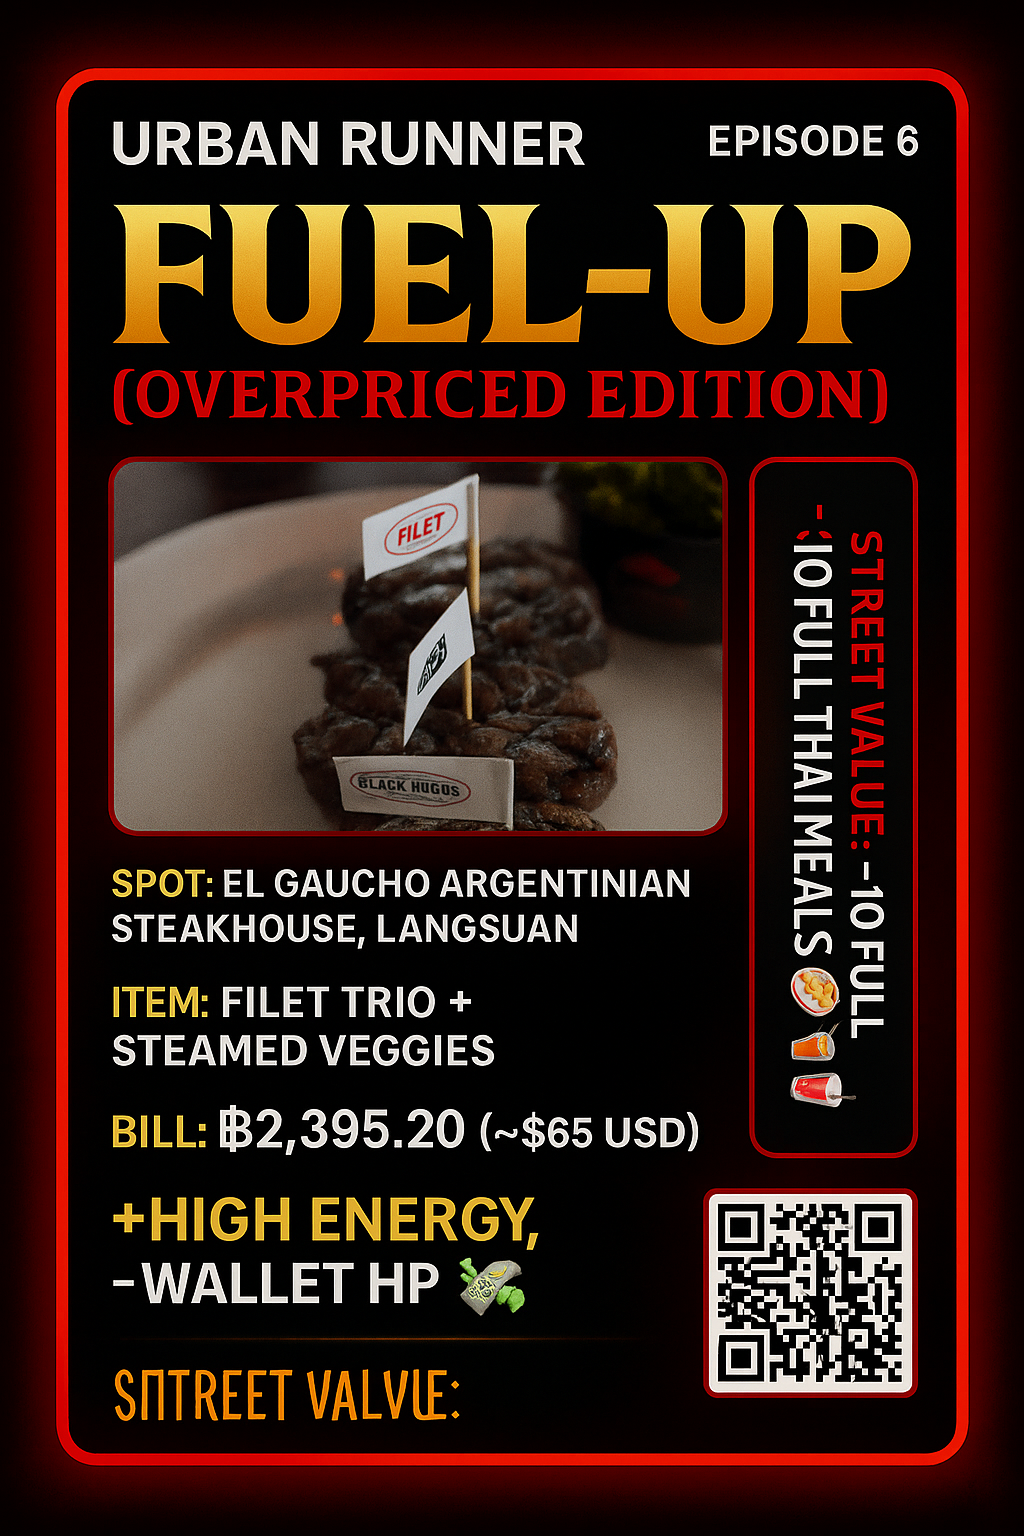 URBAN RUNNER
EPISODE 6
FUEL-UP
(OVERPRICED EDITION)
FILET
BLACK HUGOS
STREET VALUE: -10 FULL
10 FULL THAI MEALS
SPOT: EL GAUCHO ARGENTINIAN
STEAKHOUSE, LANGSUAN
ITEM: FILET TRIO +
STEAMED VEGGIES
BILL: ฿2,395.20 (~$65 USD)
+HIGH ENERGY,
-WALLET HP
SПTREET VALVUE: